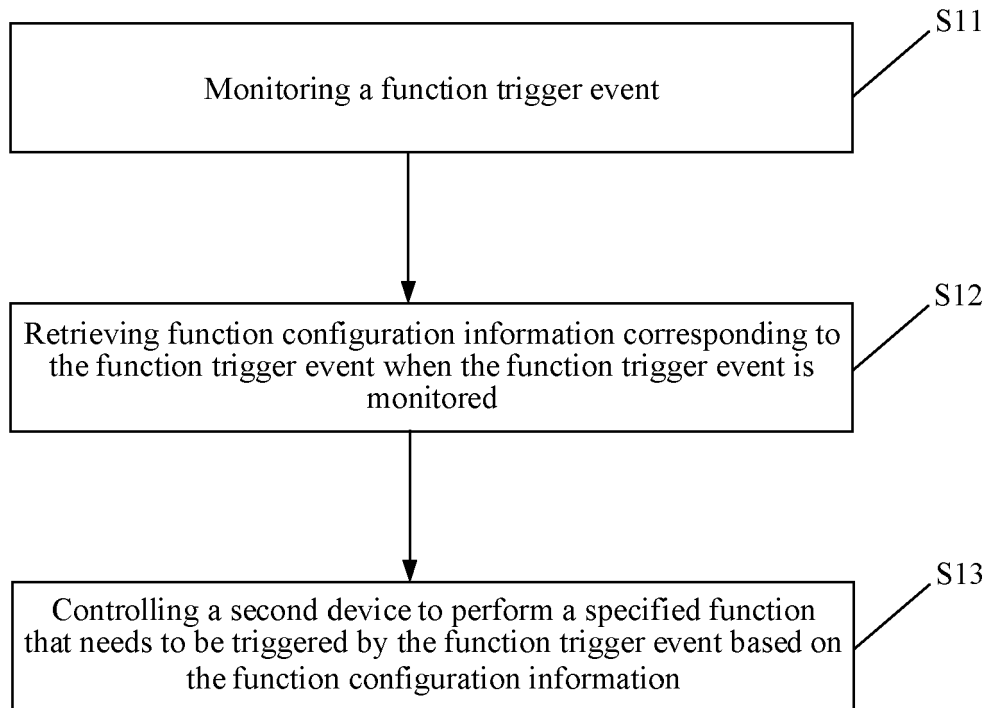 S11
Monitoring a function trigger event
S12
Retrieving function configuration information corresponding to
the function trigger event when the function trigger event is
monitored
S13
Controlling a second device to perform a specified function
that needs to be triggered by the function trigger event based on
the function configuration information